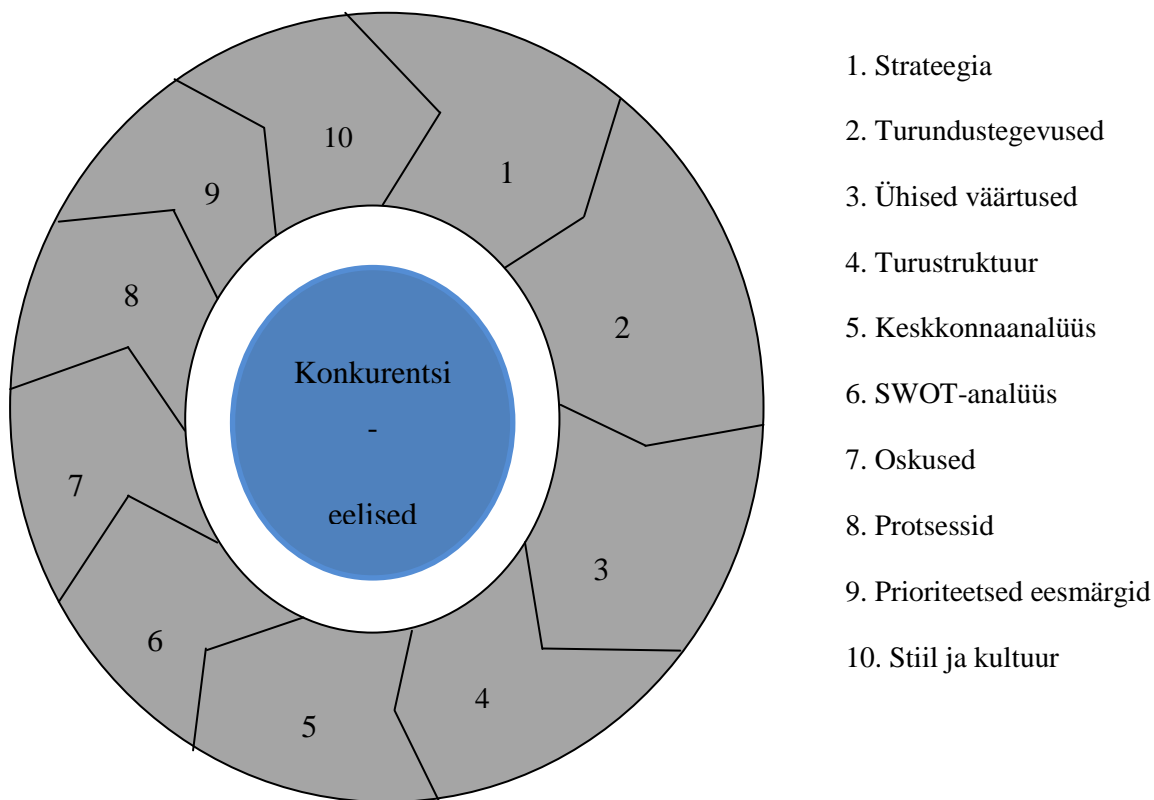 10
1
9
8
2
7
3
6
4
5
Konkurentsi
-
eelised
1. Strateegia
2. Turundustegevused
3. Ühised väärtused
4. Turustruktuur
5. Keskkonnaanalüüs
6. SWOT-analüüs
7. Oskused
8. Protsessid
9. Prioriteetsed eesmärgid
10. Stiil ja kultuur